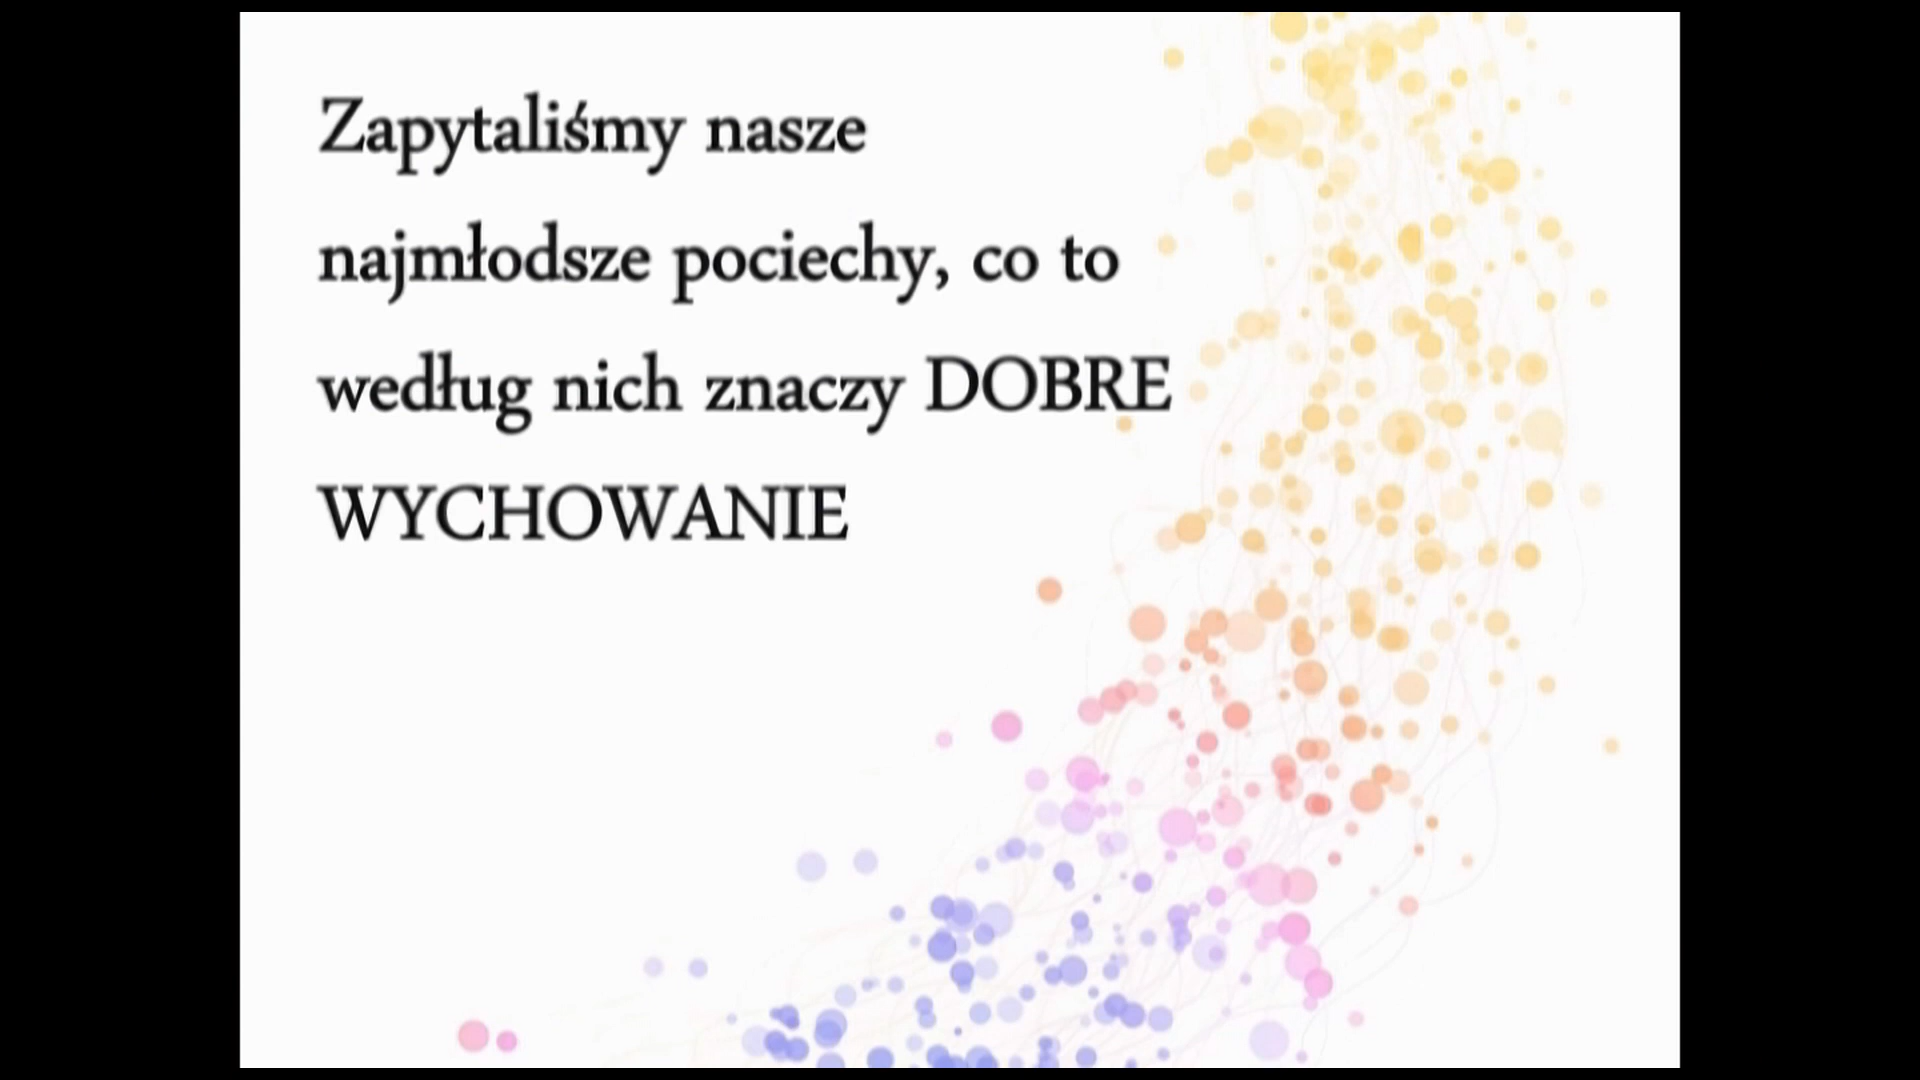 Zapytaliśmy nasze
najmłodsze pociechy, co to
według nich znaczy DOBRE
WYCHOWANIE